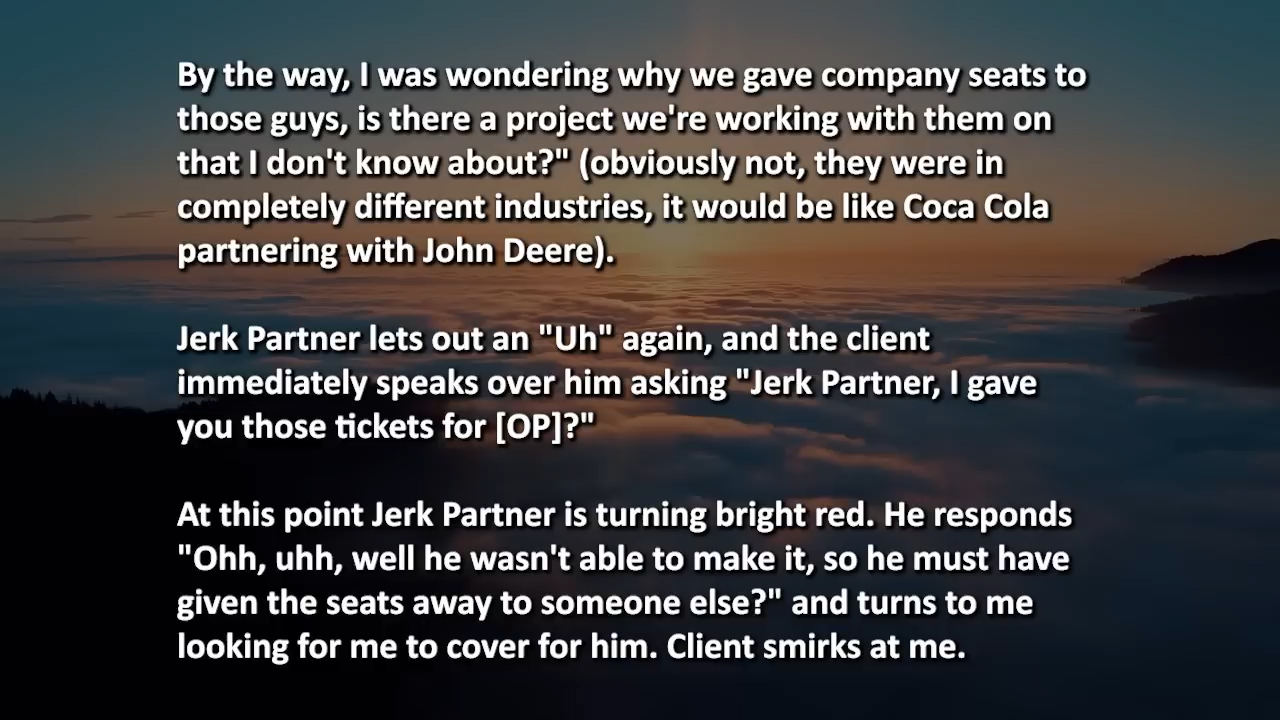 By the way, I was wondering why we gave company seats to
those guys, is there a project we're working with them on
that I don't know about?" (obviously not, they were in
completely different industries, it would be like Coca Cola
partnering with John Deere).
Jerk Partner lets out an "Uh" again, and the client
immediately speaks over him asking "Jerk Partner, I gave
you those tickets for [OP]?"
At this point Jerk Partner is turning bright red. He responds
"Ohh, uhh, well he wasn't able to make it, so he must have
given the seats away to someone else?" and turns to me
looking for me to cover for him. Client smirks at me.